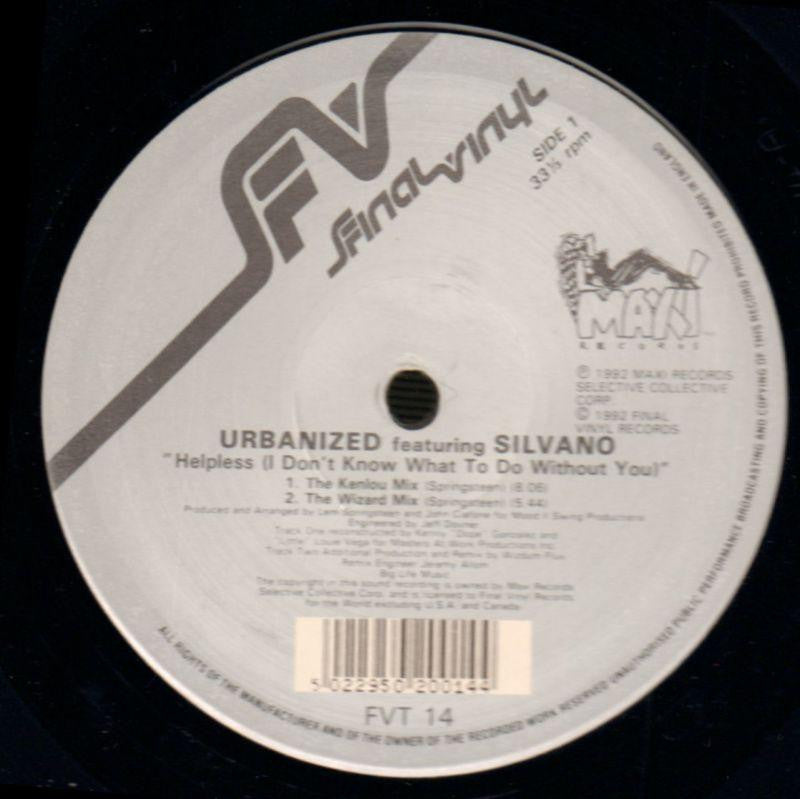 FV
Finalvinyl
SIDE 1
33⅓ rpm
MAXI
RECORDS
℗ 1992 MAXI RECORDS
SELECTIVE COLLECTIVE
CORP
© 1992 FINAL
VINYL RECORDS
URBANIZED featuring SILVANO
"Helpless (I Don't Know What To Do Without You)"
1. The Kenlou Mix (Springsteen) (8.06)
2. The Wizard Mix (Springsteen) (5.44)
Produced and Arranged by Lem Springsteen and John Ciafone for Mood II Swing Productions
Engineered by Jeff
Track One reconstructed by Kenny "Dope" Gonzalez and
"Little" Louie Vega for Masters At Work Productions Inc
Track Two Additional Production and Remix by
Remix Engineer Jeremy Allom
Big Life Music
The copyright in this sound recording is owned by Maxi Records
Selective Collective Corp. and is licensed to Final Vinyl Records
for the World excluding U.S.A. and Canada
5 022950 200144
FVT 14
ALL RIGHTS OF THE MANUFACTURER AND OF THE OWNER OF THE RECORDED WORK RESERVED UNAUTHORISED PUBLIC PERFORMANCE BROADCASTING AND COPYING OF THIS RECORD PROHIBITED MADE IN ENGLAND